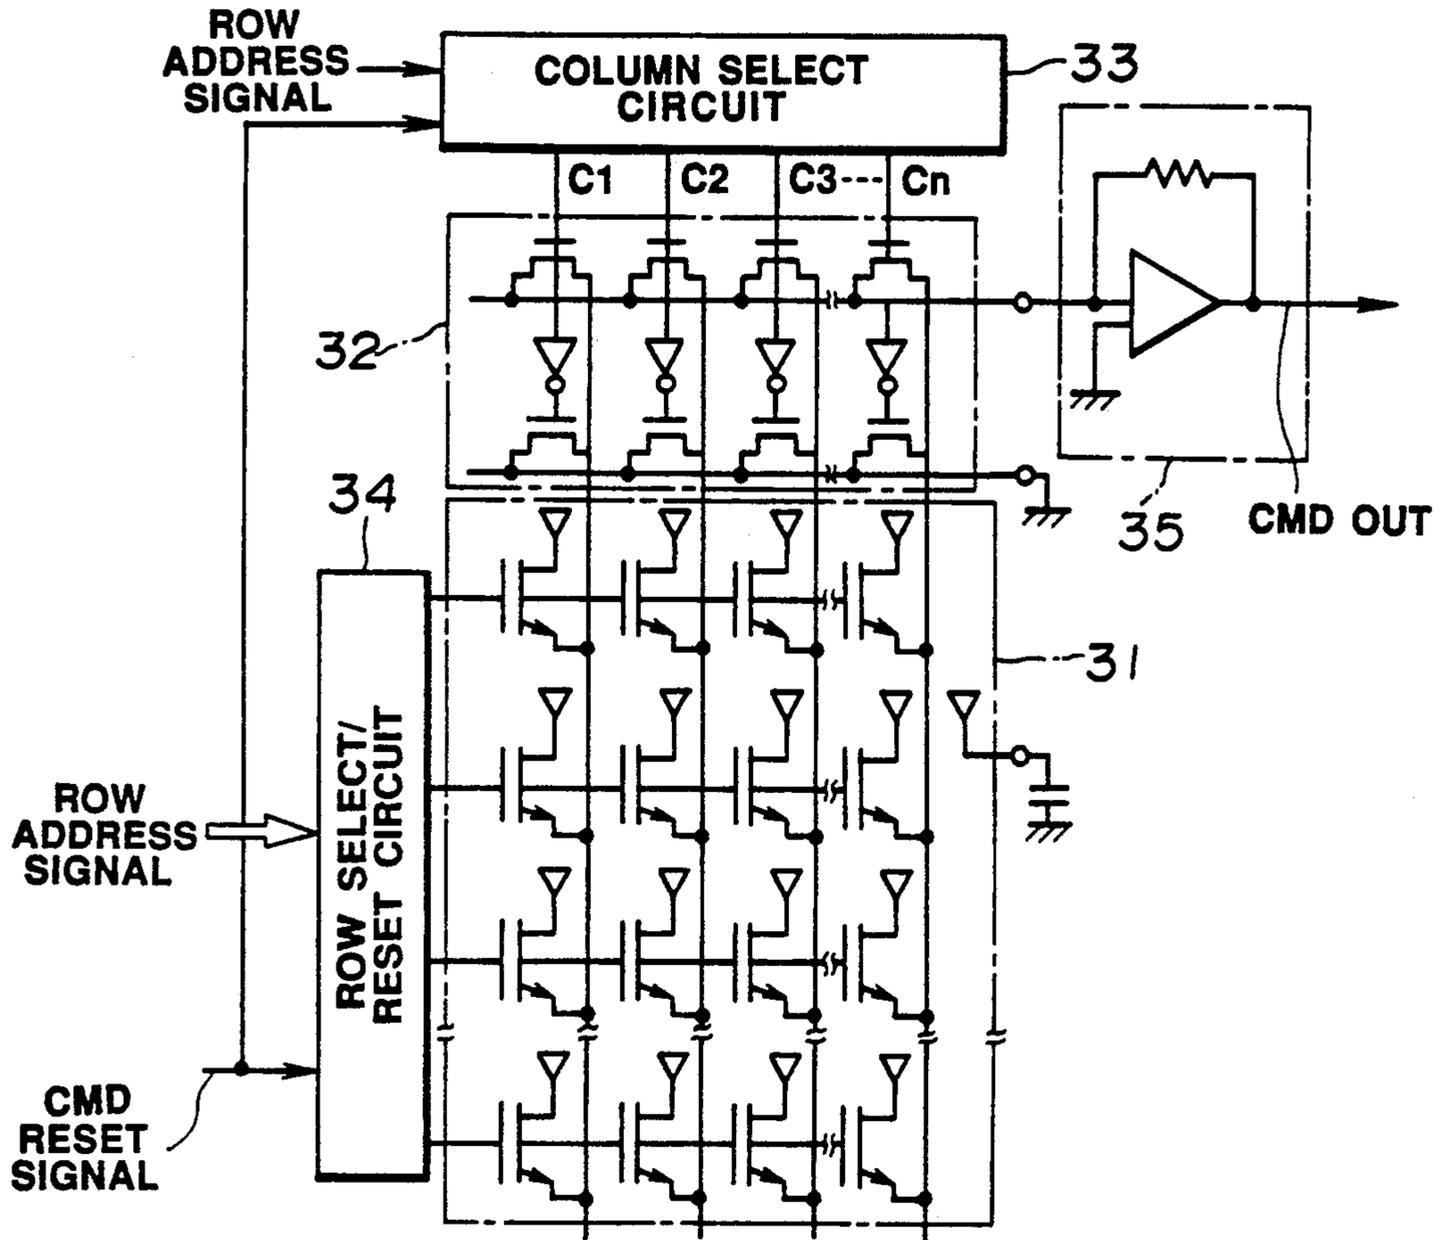 ROW
ADDRESS
SIGNAL
COLUMN SELECT
CIRCUIT
33
C1
C2
C3----
Cn
32
35
CMD OUT
34
31
ROW SELECT/
RESET CIRCUIT
ROW
ADDRESS
SIGNAL
CMD
RESET
SIGNAL